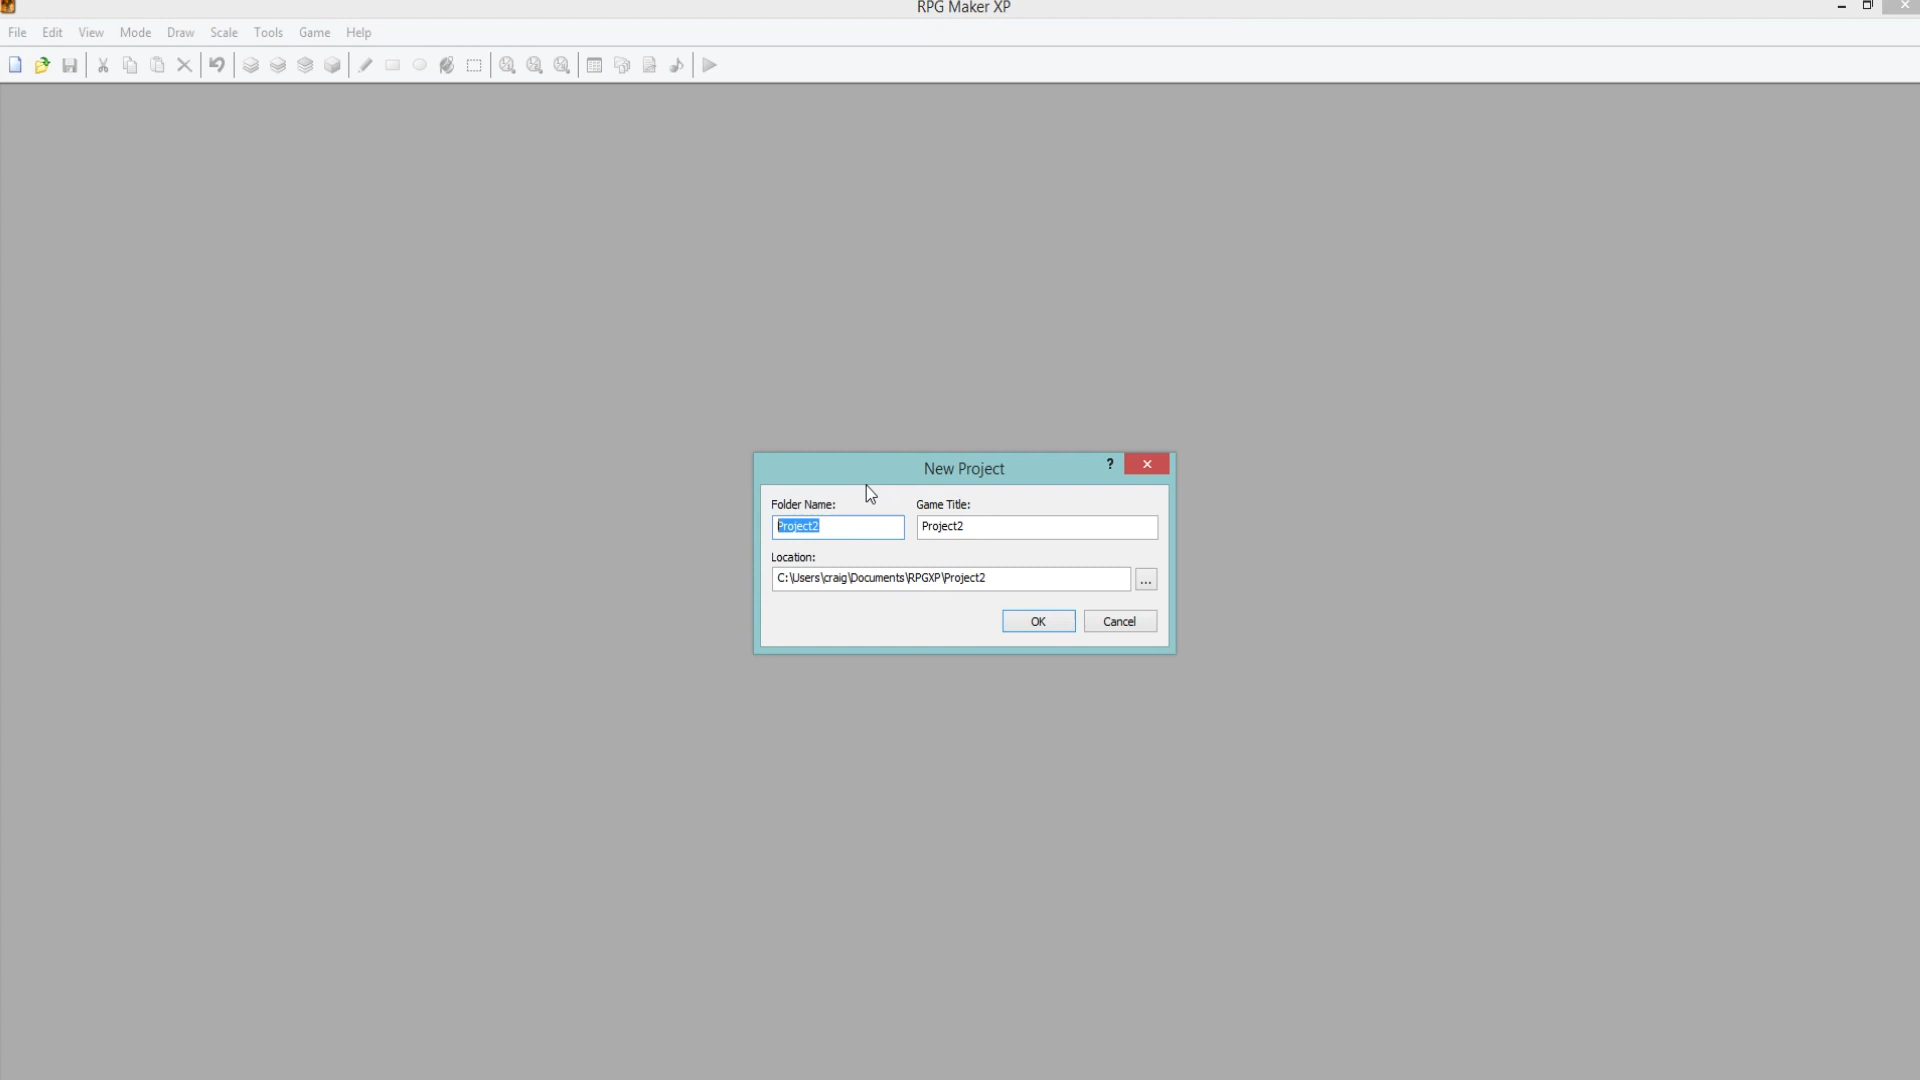 RPG Maker XP
File Edit View Mode Draw Scale Tools Game Help
New Project
Folder Name: Game Title:
Project2 Project2
Location:
C:\Users\craig\Documents\RPGXP\Project2 ...
OK Cancel